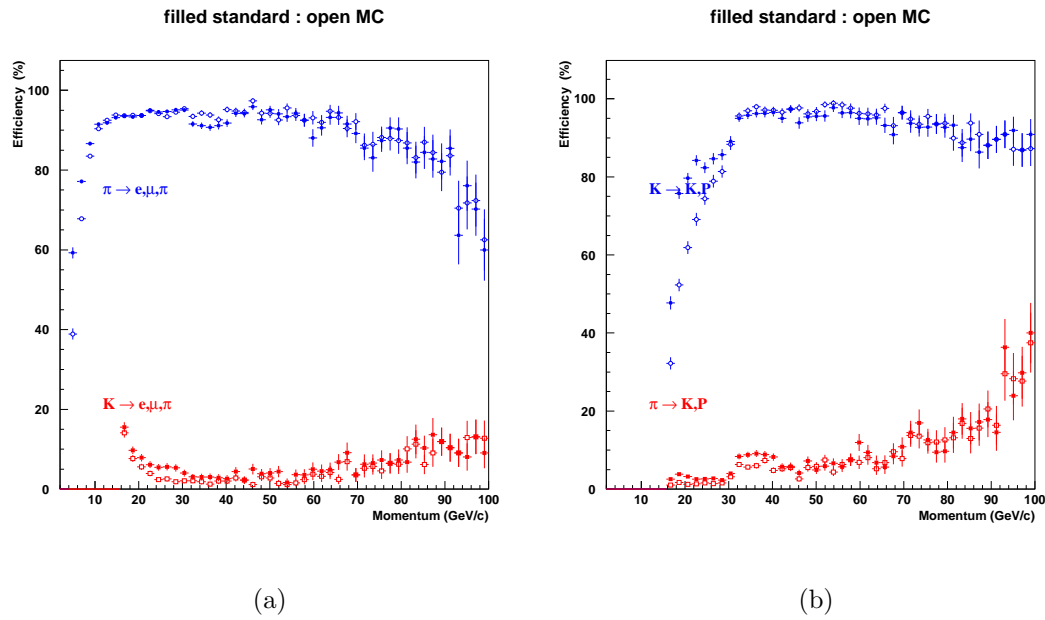 filled standard : open MC
Efficiency (%)
100
80
60
40
20
0
π → e,μ,π
K → e,μ,π
10 20 30 40 50 60 70 80 90 100
Momentum (GeV/c)
(a)
filled standard : open MC
Efficiency (%)
100
80
60
40
20
0
K → K,P
π → K,P
10 20 30 40 50 60 70 80 90 100
Momentum (GeV/c)
(b)